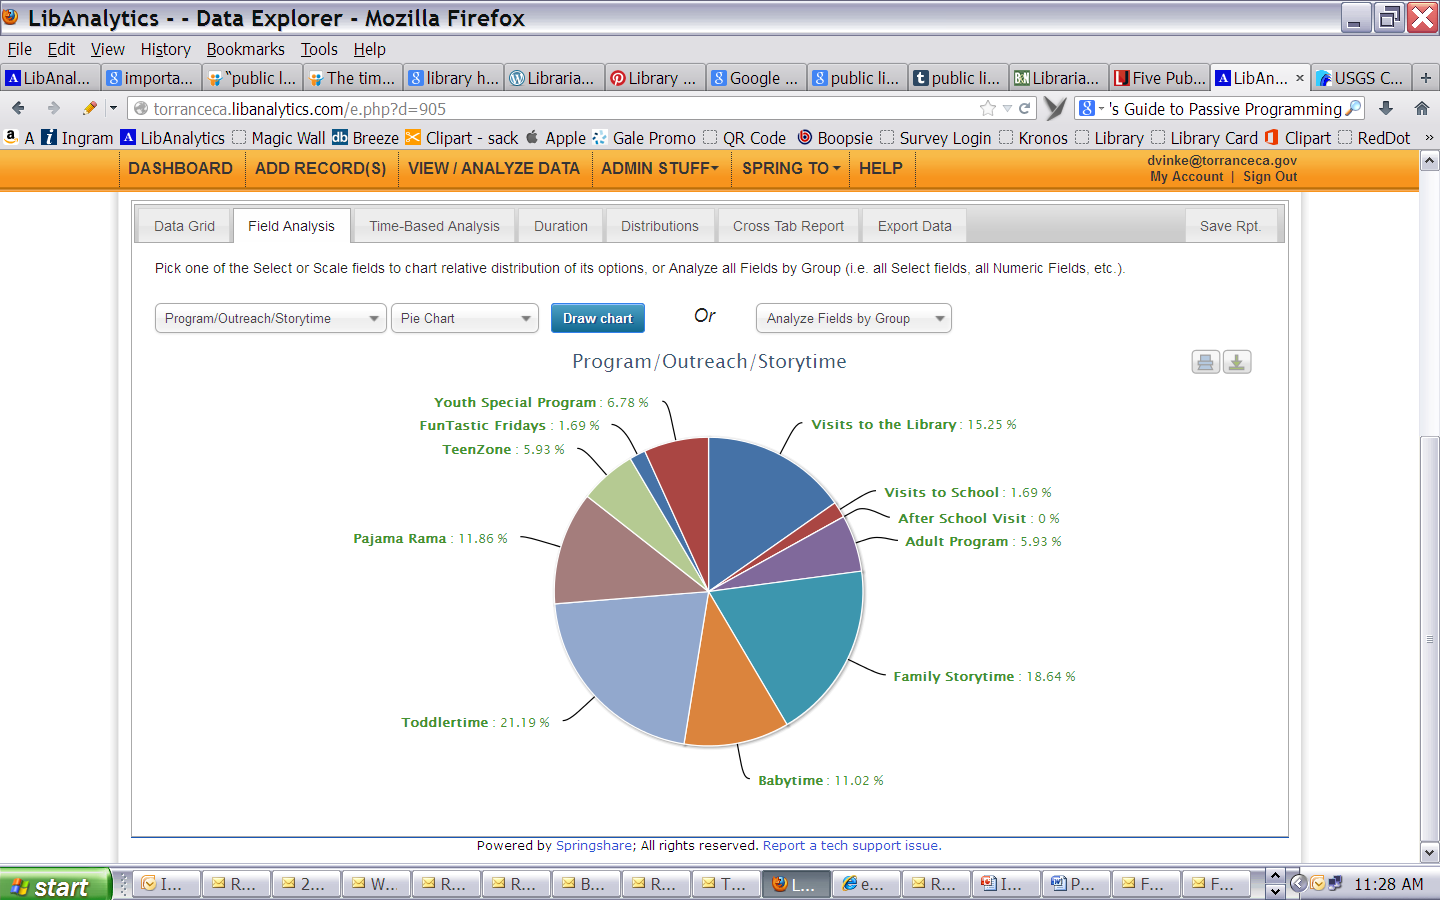 LibAnalytics - - Data Explorer - Mozilla Firefox
File Edit View History Bookmarks Tools Help
LibAnal... importa... “public l... The tim... library h... Libraria... Library ... Google ... public li... public li... Libraria... Five Pub... LibAn... × USGS C... +
torranceca.libanalytics.com/e.php?d=905 's Guide to Passive Programming
A Ingram LibAnalytics Magic Wall db Breeze Clipart - sack Apple Gale Promo QR Code Boopsie Survey Login Kronos Library Library Card Clipart RedDot »
DASHBOARD ADD RECORD(S) VIEW / ANALYZE DATA ADMIN STUFF SPRING TO HELP
dvinke@torranceca.gov
My Account | Sign Out
Data Grid Field Analysis Time-Based Analysis Duration Distributions Cross Tab Report Export Data Save Rpt.
Pick one of the Select or Scale fields to chart relative distribution of its options, or Analyze all Fields by Group (i.e. all Select fields, all Numeric Fields, etc.).
Program/Outreach/Storytime Pie Chart Draw chart Or Analyze Fields by Group
Program/Outreach/Storytime
Youth Special Program : 6.78 %
Visits to the Library : 15.25 %
FunTastic Fridays : 1.69 %
TeenZone : 5.93 %
Visits to School : 1.69 %
After School Visit : 0 %
Adult Program : 5.93 %
Pajama Rama : 11.86 %
Family Storytime : 18.64 %
Toddlertime : 21.19 %
Babytime : 11.02 %
Powered by Springshare; All rights reserved. Report a tech support issue.
start I... R... 2... W... R... R... B... R... T... L... e... R... I... P... F... F... 11:28 AM